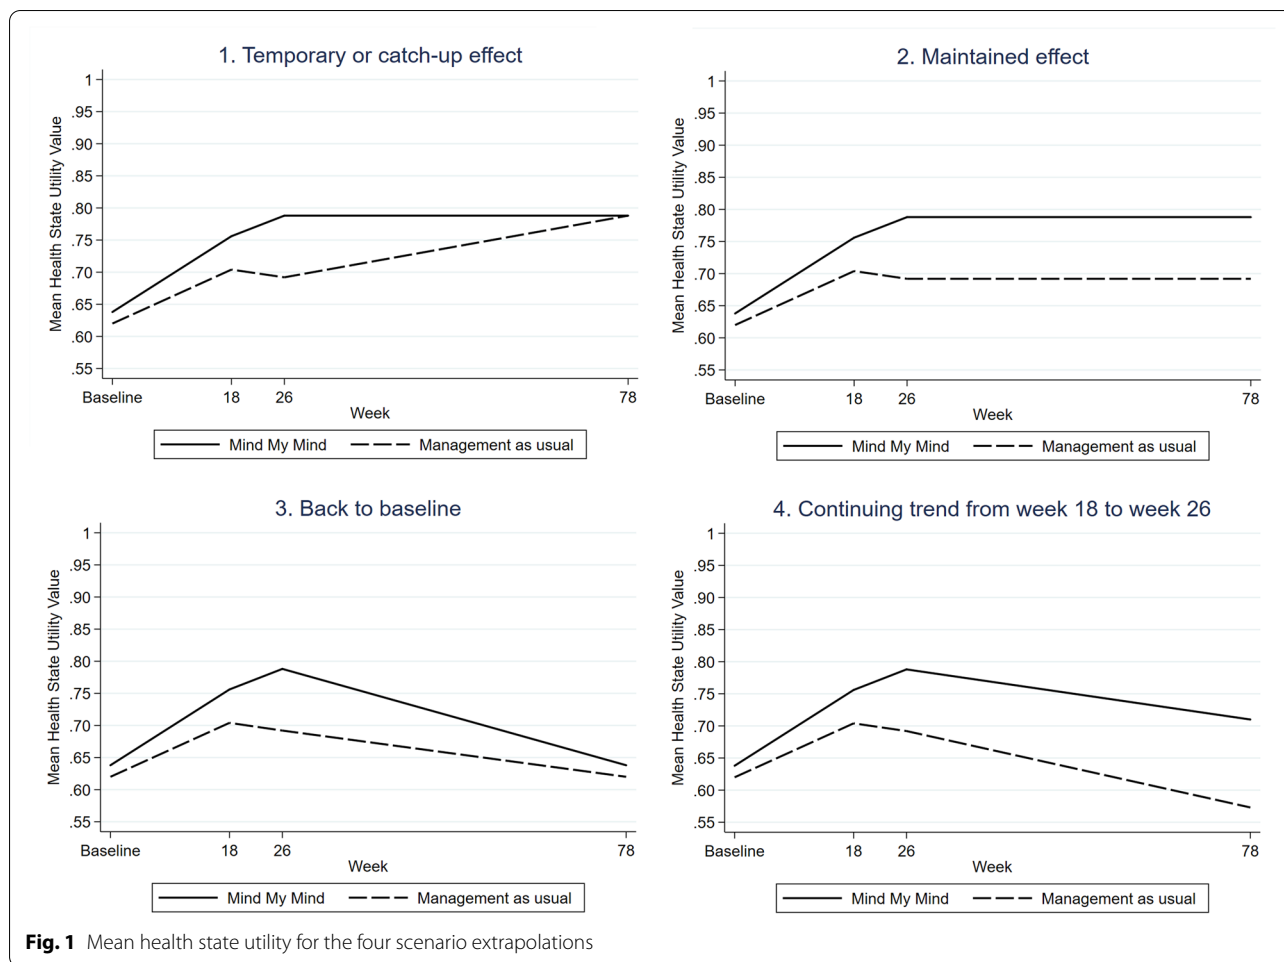 1. Temporary or catch-up effect
Mean Health State Utility Value
1
.95
.90
.85
.80
.75
.70
.65
.60
.55
Baseline 18 26 78
Week
Mind My Mind Management as usual
2. Maintained effect
Mean Health State Utility Value
1
.95
.90
.85
.80
.75
.70
.65
.60
.55
Baseline 18 26 78
Week
Mind My Mind Management as usual
3. Back to baseline
Mean Health State Utility Value
1
.95
.90
.85
.80
.75
.70
.65
.60
.55
Baseline 18 26 78
Week
Mind My Mind Management as usual
4. Continuing trend from week 18 to week 26
Mean Health State Utility Value
1
.95
.90
.85
.80
.75
.70
.65
.60
.55
Baseline 18 26 78
Week
Mind My Mind Management as usual
Fig. 1 Mean health state utility for the four scenario extrapolations